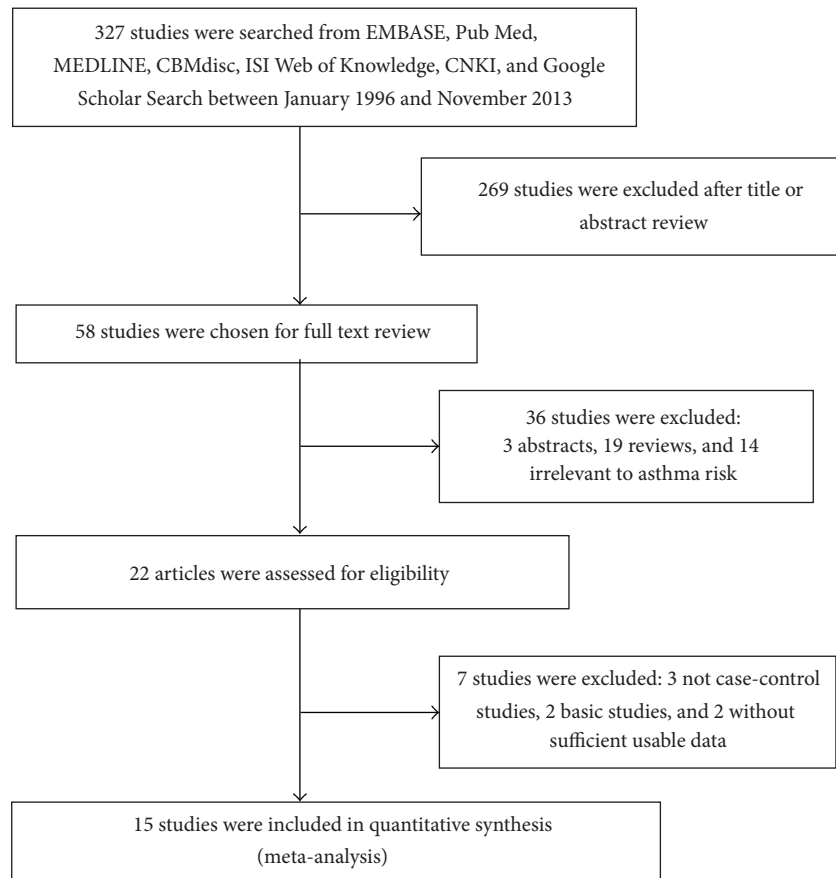 327 studies were searched from EMBASE, Pub Med,
MEDLINE, CBMdisc, ISI Web of Knowledge, CNKI, and Google
Scholar Search between January 1996 and November 2013
269 studies were excluded after title or
abstract review
58 studies were chosen for full text review
36 studies were excluded:
3 abstracts, 19 reviews, and 14
irrelevant to asthma risk
22 articles were assessed for eligibility
7 studies were excluded: 3 not case-control
studies, 2 basic studies, and 2 without
sufficient usable data
15 studies were included in quantitative synthesis
(meta-analysis)